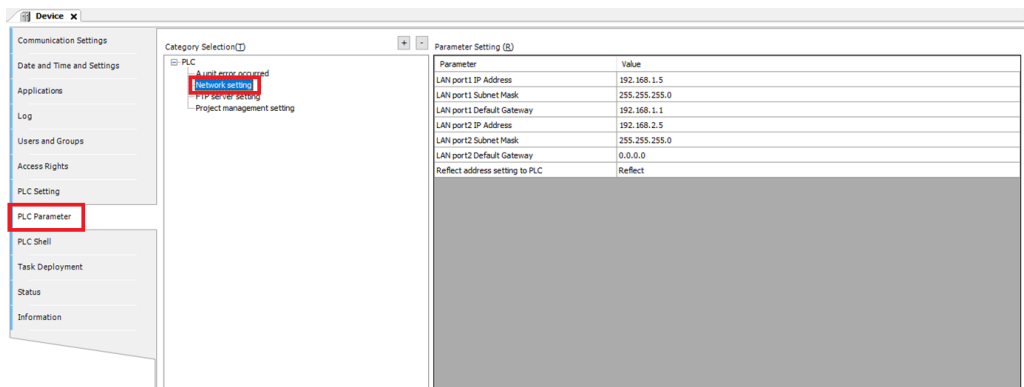 Device
Communication Settings
Date and Time and Settings
Applications
Log
Users and Groups
Access Rights
PLC Setting
PLC Parameter
PLC Shell
Task Deployment
Status
Information
Category Selection(T)
+ -
PLC
A unit error occurred
Network setting
FTP server setting
Project management setting
Parameter Setting (R)
Parameter Value
LAN port1 IP Address 192.168.1.5
LAN port1 Subnet Mask 255.255.255.0
LAN port1 Default Gateway 192.168.1.1
LAN port2 IP Address 192.168.2.5
LAN port2 Subnet Mask 255.255.255.0
LAN port2 Default Gateway 0.0.0.0
Reflect address setting to PLC Reflect